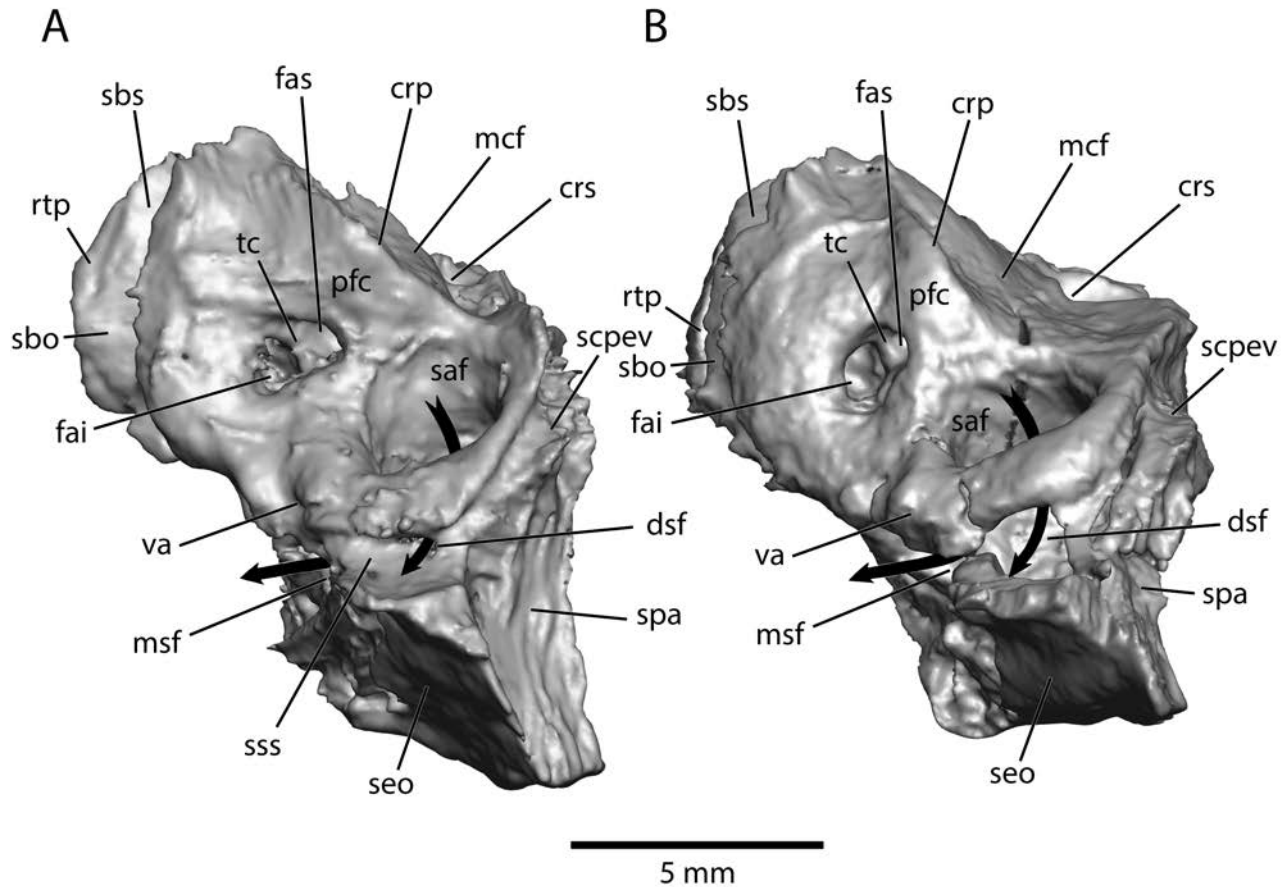 A
sbs
fas
crp
mcf
crs
rtp
tc
pfc
scpev
sbo
saf
fai
va
dsf
msf
spa
sss
seo
B
sbs
fas
crp
mcf
crs
rtp
tc
pfc
scpev
sbo
fai
saf
va
dsf
msf
spa
seo
5 mm